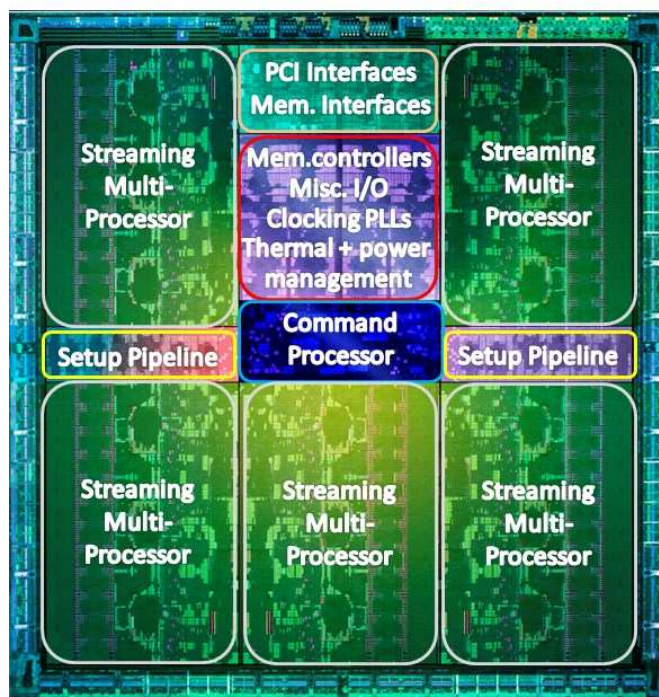 Streaming
Multi-
Processor
PCI Interfaces
Mem. Interfaces
Mem.controllers
Misc. I/O
Clocking PLLs
Thermal + power
management
Streaming
Multi-
Processor
Setup Pipeline
Command
Processor
Setup Pipeline
Streaming
Multi-
Processor
Streaming
Multi-
Processor
Streaming
Multi-
Processor